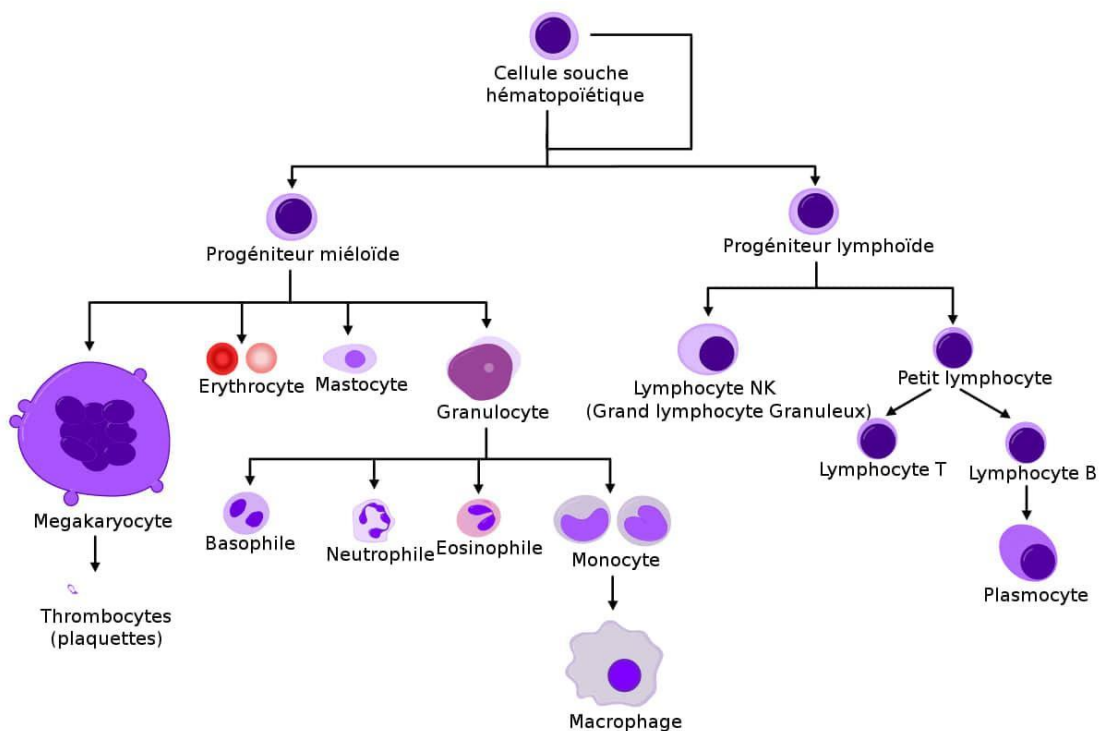 Cellule souche
hématopoïétique
Progéniteur miéloïde
Progéniteur lymphoïde
Erythrocyte
Mastocyte
Granulocyte
Lymphocyte NK
(Grand lymphocyte Granuleux)
Petit lymphocyte
Lymphocyte T
Lymphocyte B
Megakaryocyte
Basophile
Neutrophile
Eosinophile
Monocyte
Plasmocyte
Thrombocytes
(plaquettes)
Macrophage